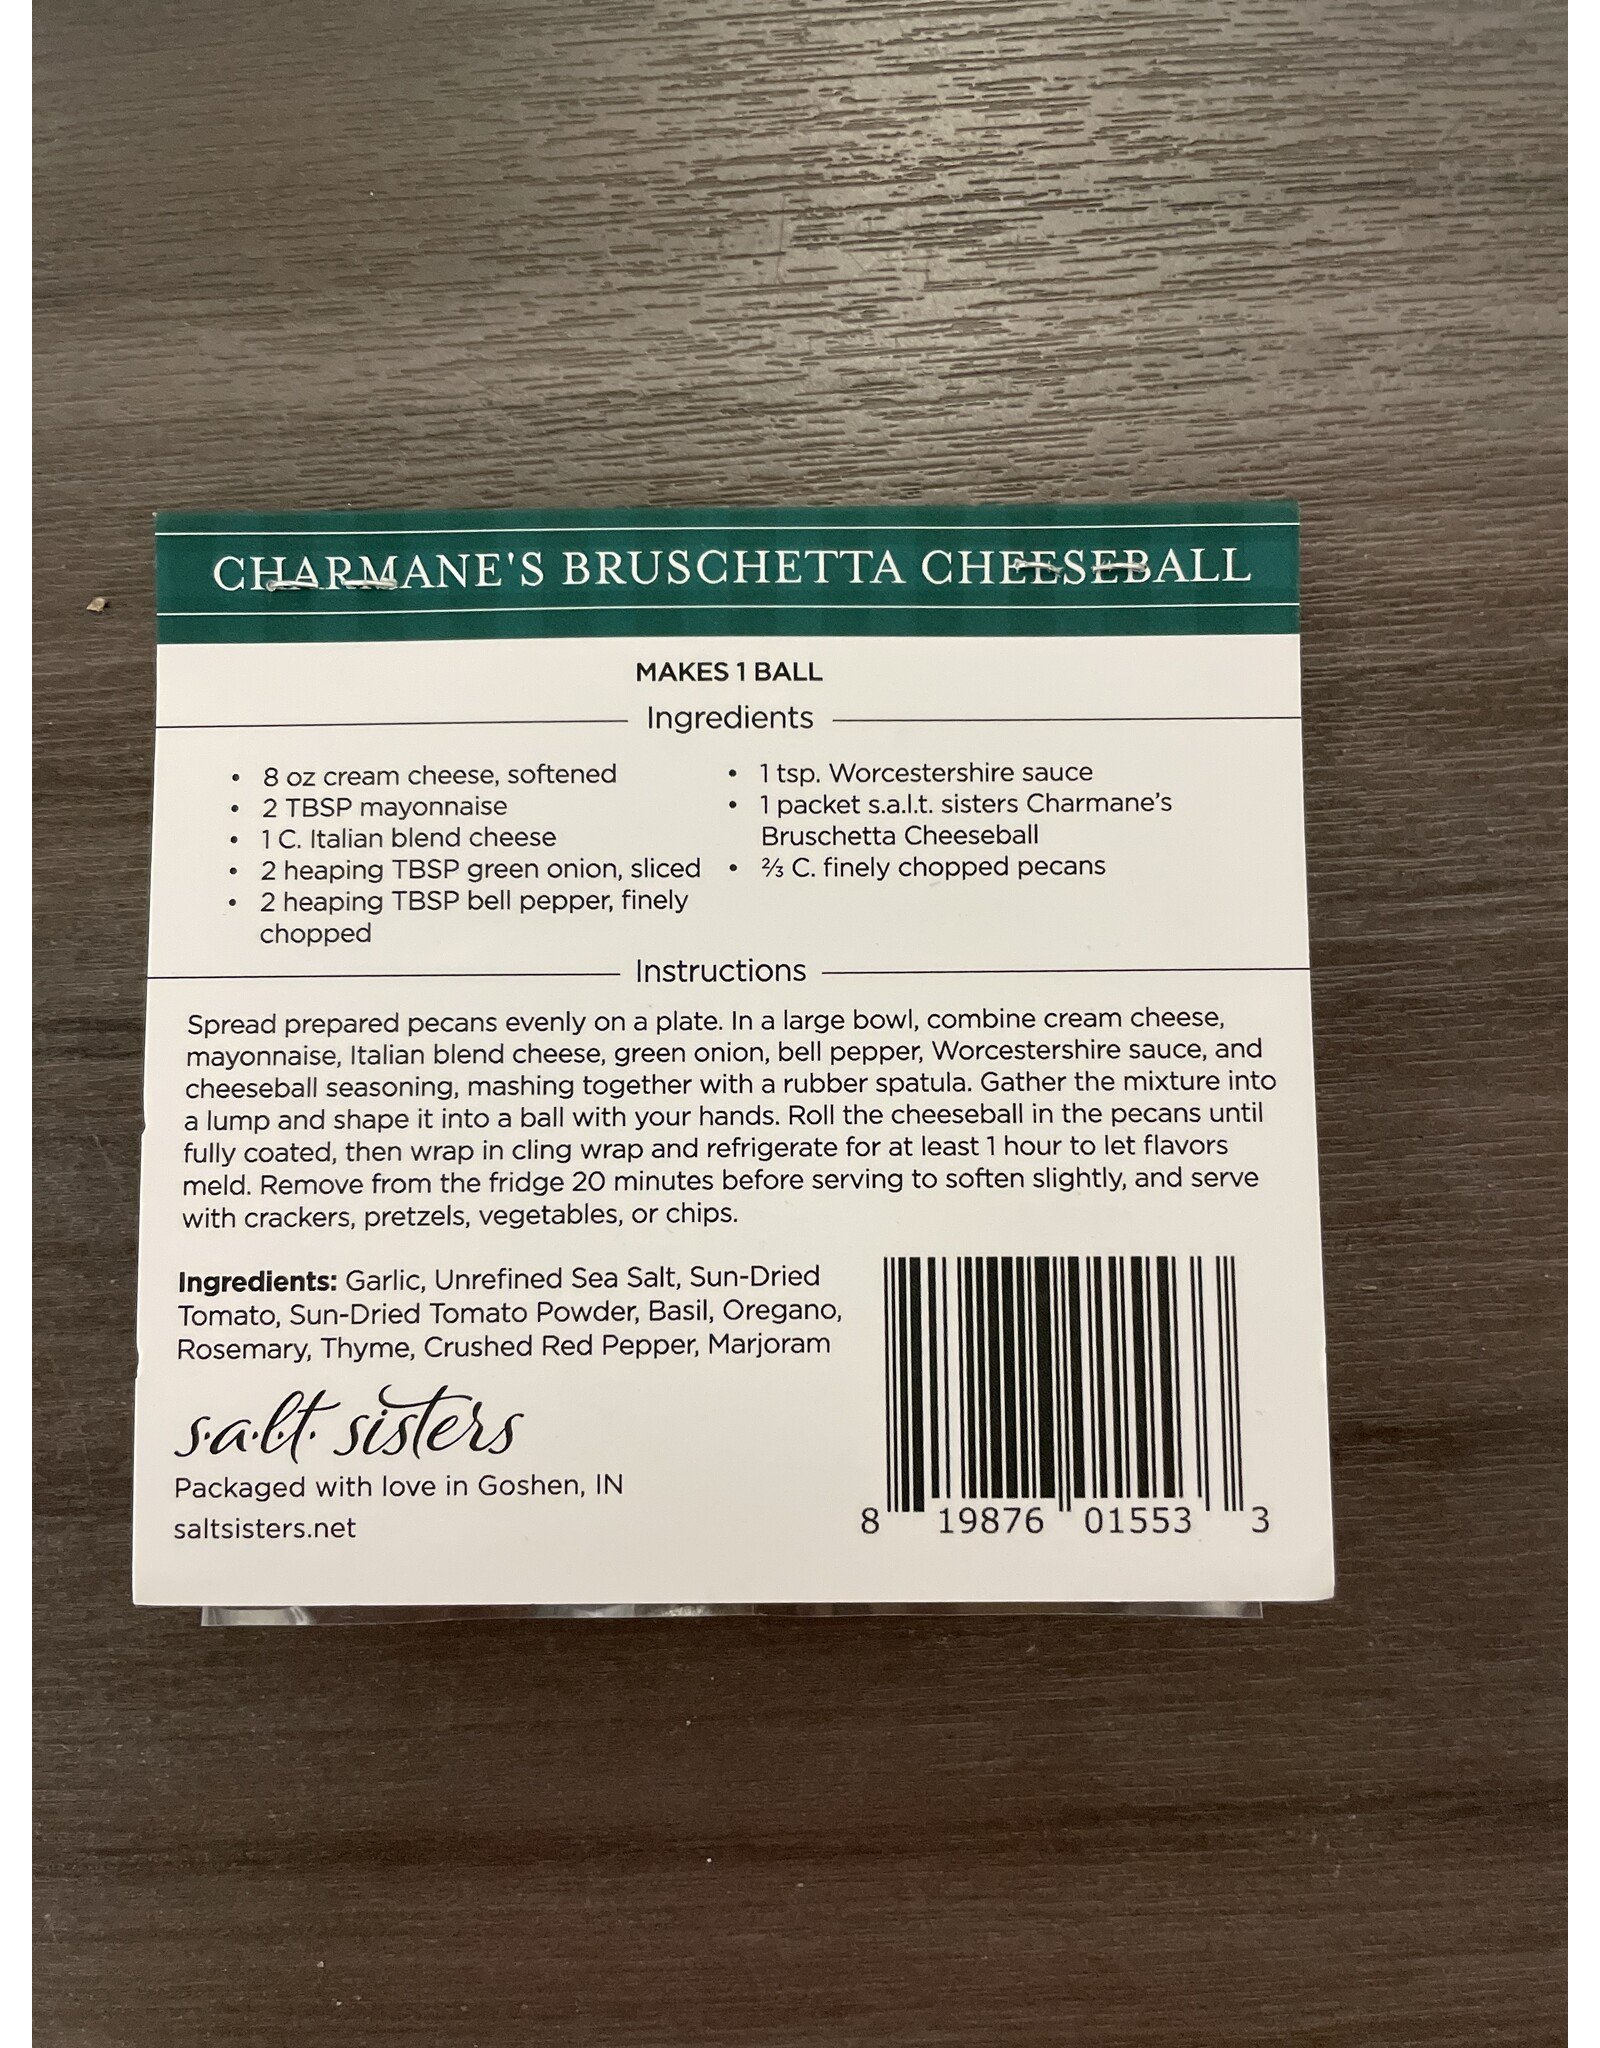 CHARMANE'S BRUSCHETTA CHEESEBALL
MAKES 1 BALL
Ingredients
• 8 oz cream cheese, softened
• 2 TBSP mayonnaise
• 1 C. Italian blend cheese
• 2 heaping TBSP green onion, sliced
• 2 heaping TBSP bell pepper, finely
chopped
• 1 tsp. Worcestershire sauce
• 1 packet s.a.l.t. sisters Charmane's
Bruschetta Cheeseball
• ⅔ C. finely chopped pecans
Instructions
Spread prepared pecans evenly on a plate. In a large bowl, combine cream cheese,
mayonnaise, Italian blend cheese, green onion, bell pepper, Worcestershire sauce, and
cheeseball seasoning, mashing together with a rubber spatula. Gather the mixture into
a lump and shape it into a ball with your hands. Roll the cheeseball in the pecans until
fully coated, then wrap in cling wrap and refrigerate for at least 1 hour to let flavors
meld. Remove from the fridge 20 minutes before serving to soften slightly, and serve
with crackers, pretzels, vegetables, or chips.
Ingredients: Garlic, Unrefined Sea Salt, Sun-Dried
Tomato, Sun-Dried Tomato Powder, Basil, Oregano,
Rosemary, Thyme, Crushed Red Pepper, Marjoram
s.a.l.t. sisters
Packaged with love in Goshen, IN
saltsisters.net
8 19876 01553 3